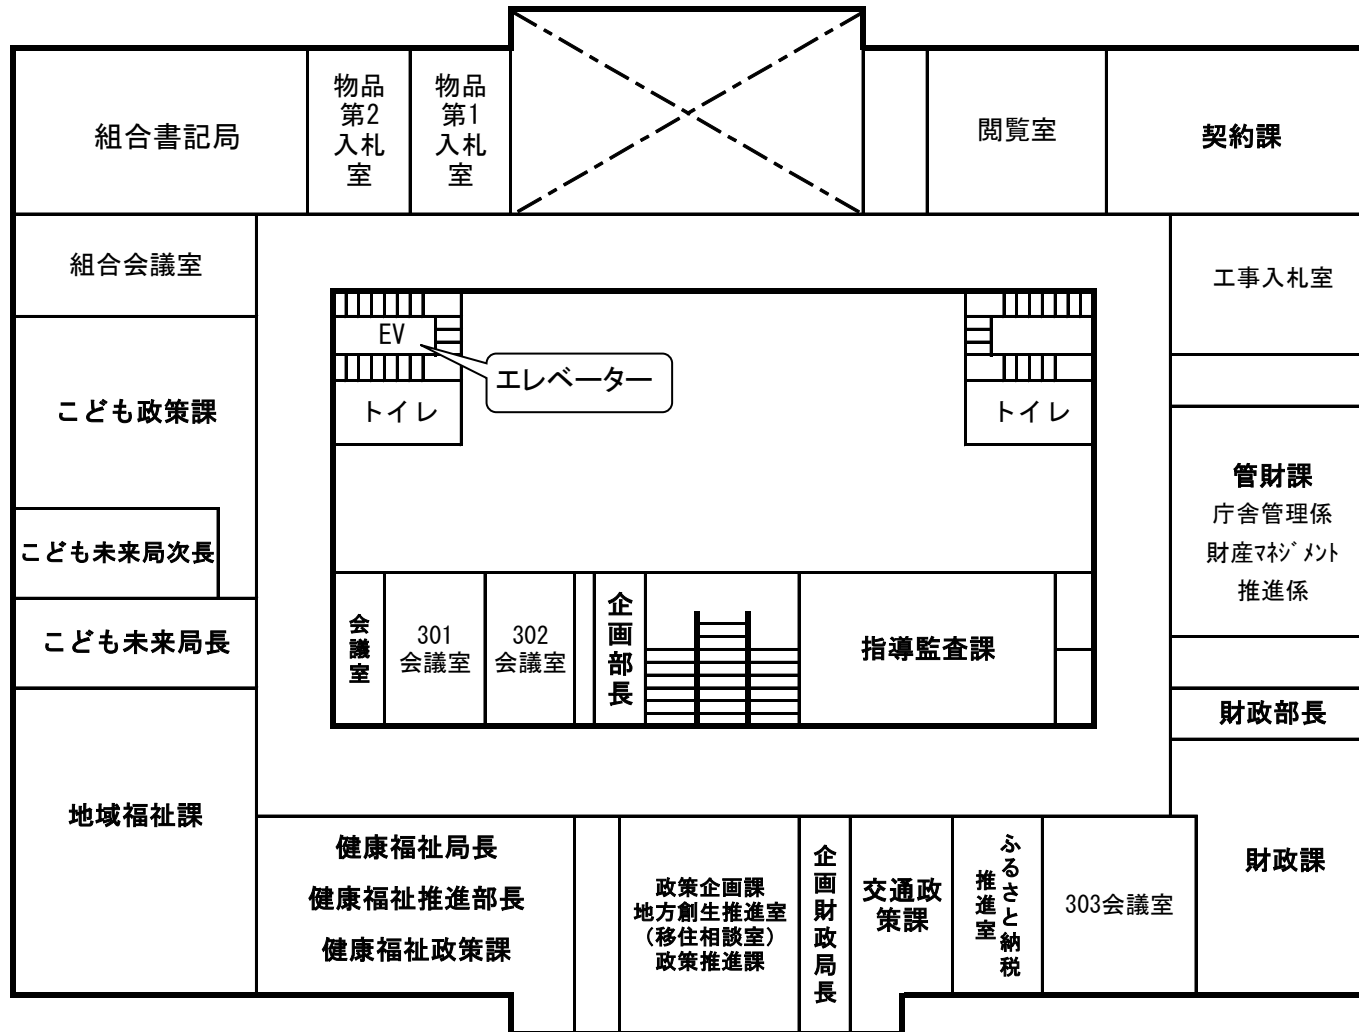 組合書記局
物品
第2
入札
室
物品
第1
入札
室
閲覧室
契約課
組合会議室
工事入札室
EV
エレベーター
トイレ
トイレ
こども政策課
管財課
庁舎管理係
財産ﾏﾈｼﾞﾒﾝﾄ
推進係
こども未来局次長
こども未来局長
会議室
301
会議室
302
会議室
企画部長
指導監査課
財政部長
地域福祉課
健康福祉局長
健康福祉推進部長
健康福祉政策課
政策企画課
地方創生推進室
（移住相談室）
政策推進課
企画財政局長
交通政
策課
ふるさと納税
推進室
303会議室
財政課